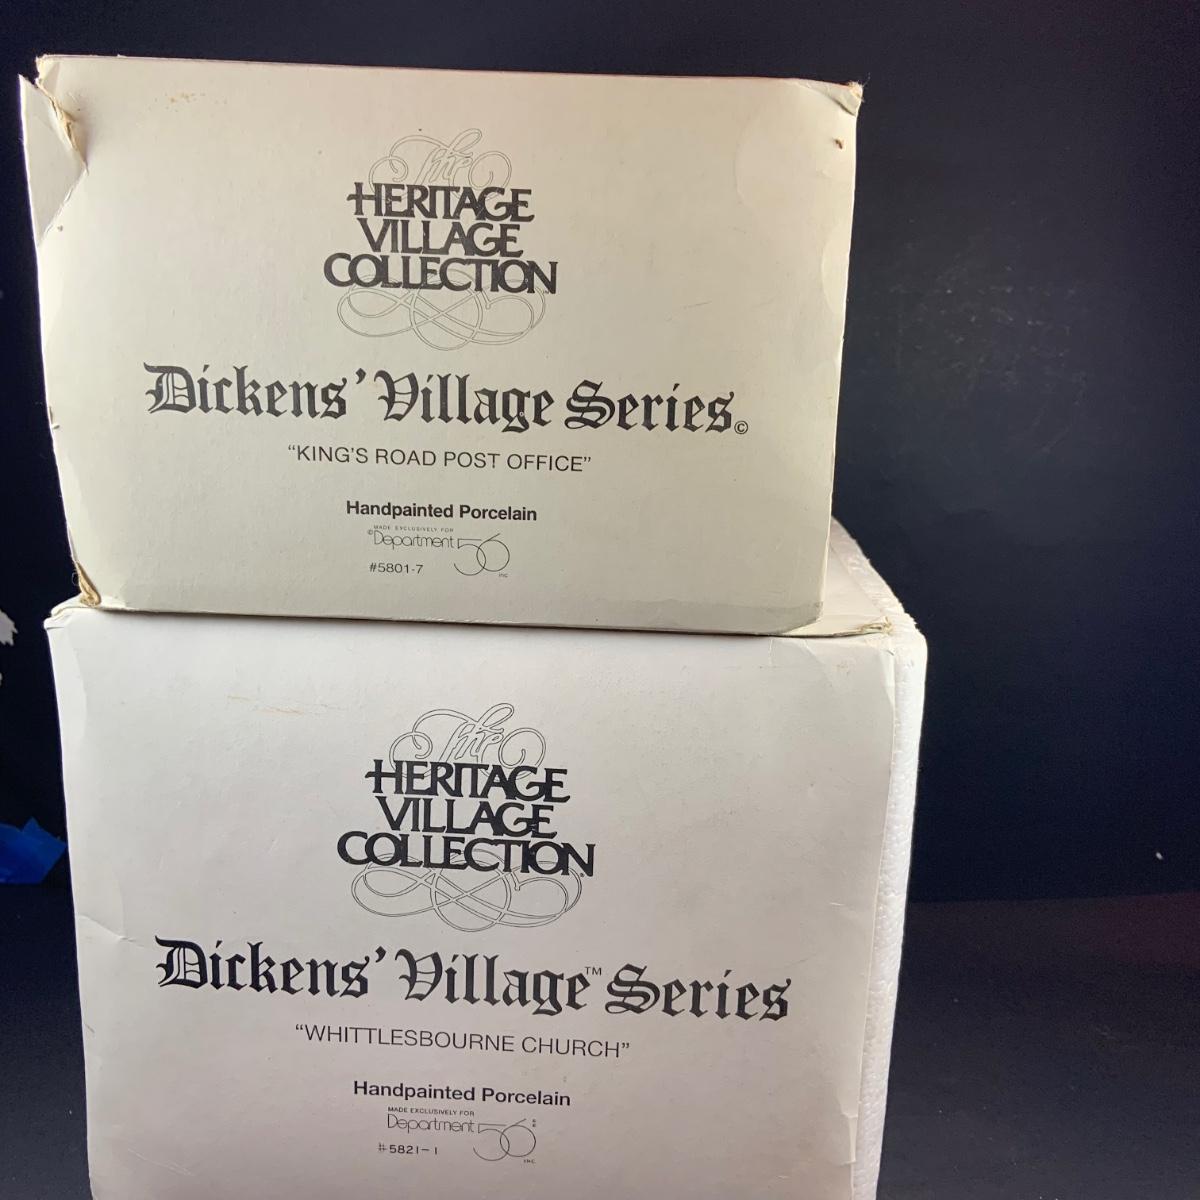 The
HERITAGE
VILLAGE
COLLECTION
Dickens' Village Series©
“KING'S ROAD POST OFFICE”
Handpainted Porcelain
MADE EXCLUSIVELY FOR
©Department 56 INC
#5801-7
The
HERITAGE
VILLAGE
COLLECTION
Dickens' Village™ Series
“WHITTLESBOURNE CHURCH”
Handpainted Porcelain
MADE EXCLUSIVELY FOR
Department 56® INC.
#5821-1